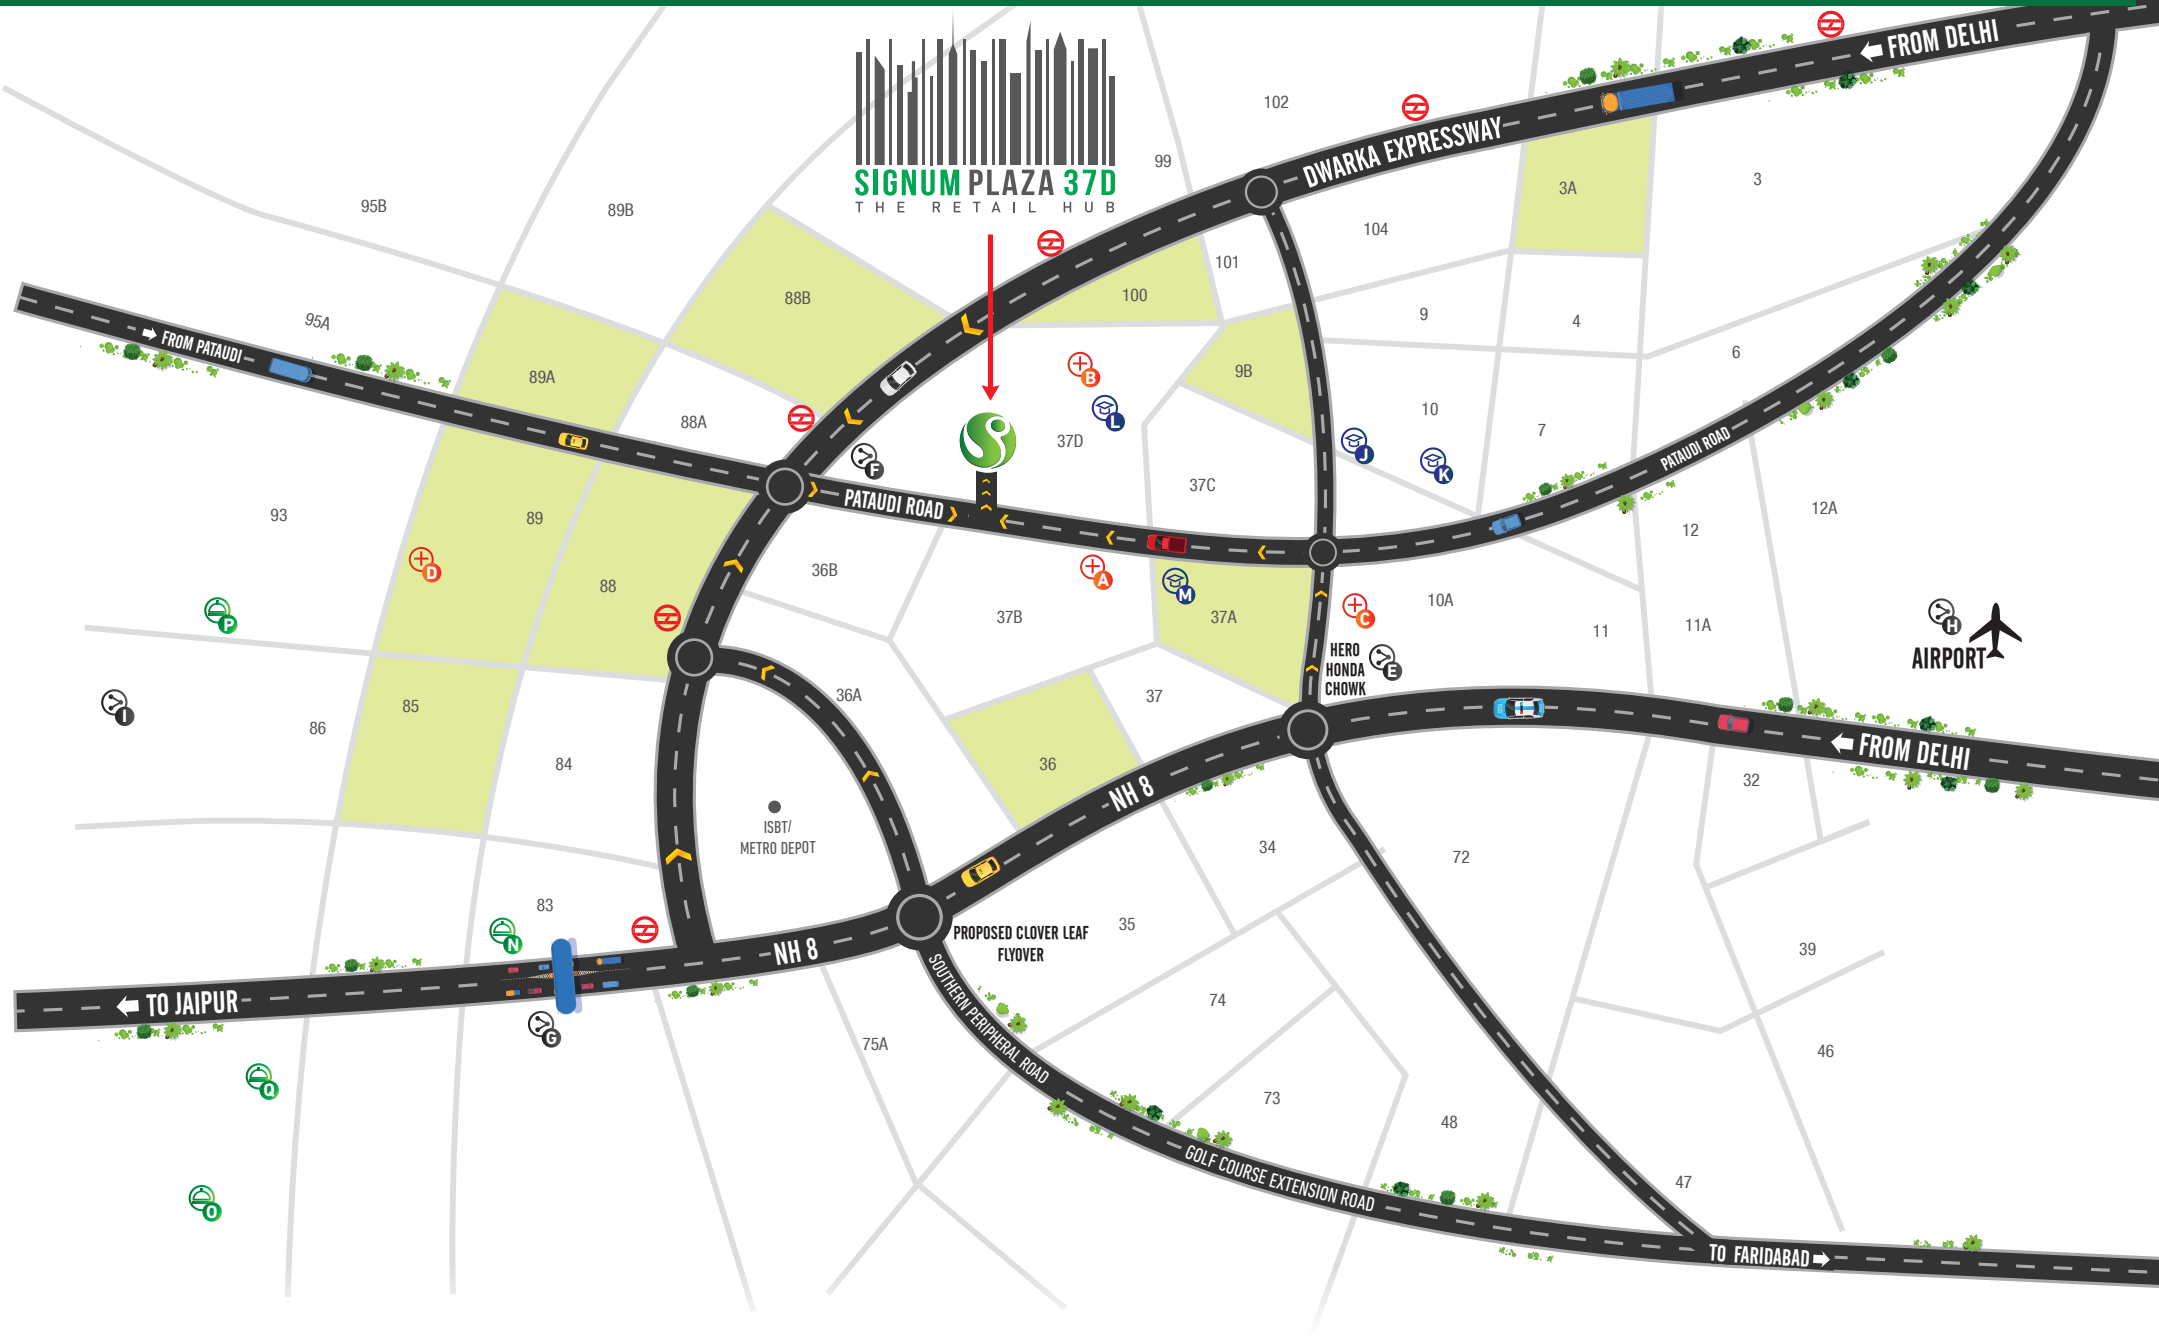 FROM DELHI
102
DWARKA EXPRESSWAY
99
SIGNUM PLAZA 37D
THE RETAIL HUB
3A
3
95B
89B
104
101
88B
100
9
4
95A
FROM PATAUDI
6
89A
9B
B
L
10
88A
37D
7
J
PATAUDI ROAD
F
K
37C
PATAUDI ROAD
93
89
12A
12
36B
D
A
M
88
37A
C
10A
P
37B
11
11A
H
AIRPORT
HERO
HONDA
CHOWK
E
36A
37
85
I
86
FROM DELHI
84
36
32
NH 8
ISBT/
METRO DEPOT
34
72
83
N
35
PROPOSED CLOVER LEAF
FLYOVER
NH 8
39
TO JAIPUR
74
SOUTHERN PERIPHERAL ROAD
G
75A
46
Q
73
48
GOLF COURSE EXTENSION ROAD
47
O
TO FARIDABAD